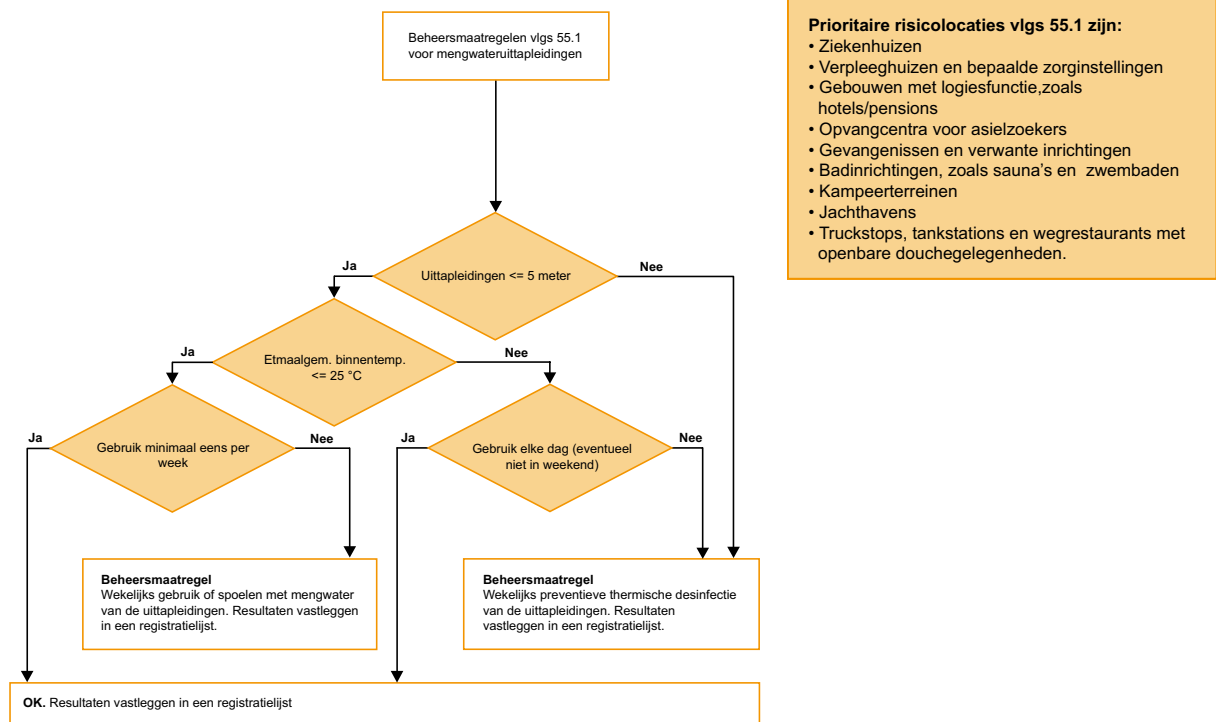 Beheersmaatregelen vlgs 55.1
voor mengwateruittapleidingen
Prioritaire risicolocaties vlgs 55.1 zijn:
• Ziekenhuizen
• Verpleeghuizen en bepaalde zorginstellingen
• Gebouwen met logiesfunctie,zoals
hotels/pensions
• Opvangcentra voor asielzoekers
• Gevangenissen en verwante inrichtingen
• Badinrichtingen, zoals sauna's en zwembaden
• Kampeerterreinen
• Jachthavens
• Truckstops, tankstations en wegrestaurants met
openbare douchegelegenheden.
Ja
Uittapleidingen <= 5 meter
Nee
Ja
Etmaalgem. binnentemp.
<= 25 °C
Nee
Ja
Gebruik minimaal eens per
week
Nee
Ja
Gebruik elke dag (eventueel
niet in weekend)
Nee
Beheersmaatregel
Wekelijks gebruik of spoelen met mengwater
van de uittapleidingen. Resultaten vastleggen
in een registratielijst.
Beheersmaatregel
Wekelijks preventieve thermische desinfectie
van de uittapleidingen. Resultaten
vastleggen in een registratielijst.
OK. Resultaten vastleggen in een registratielijst